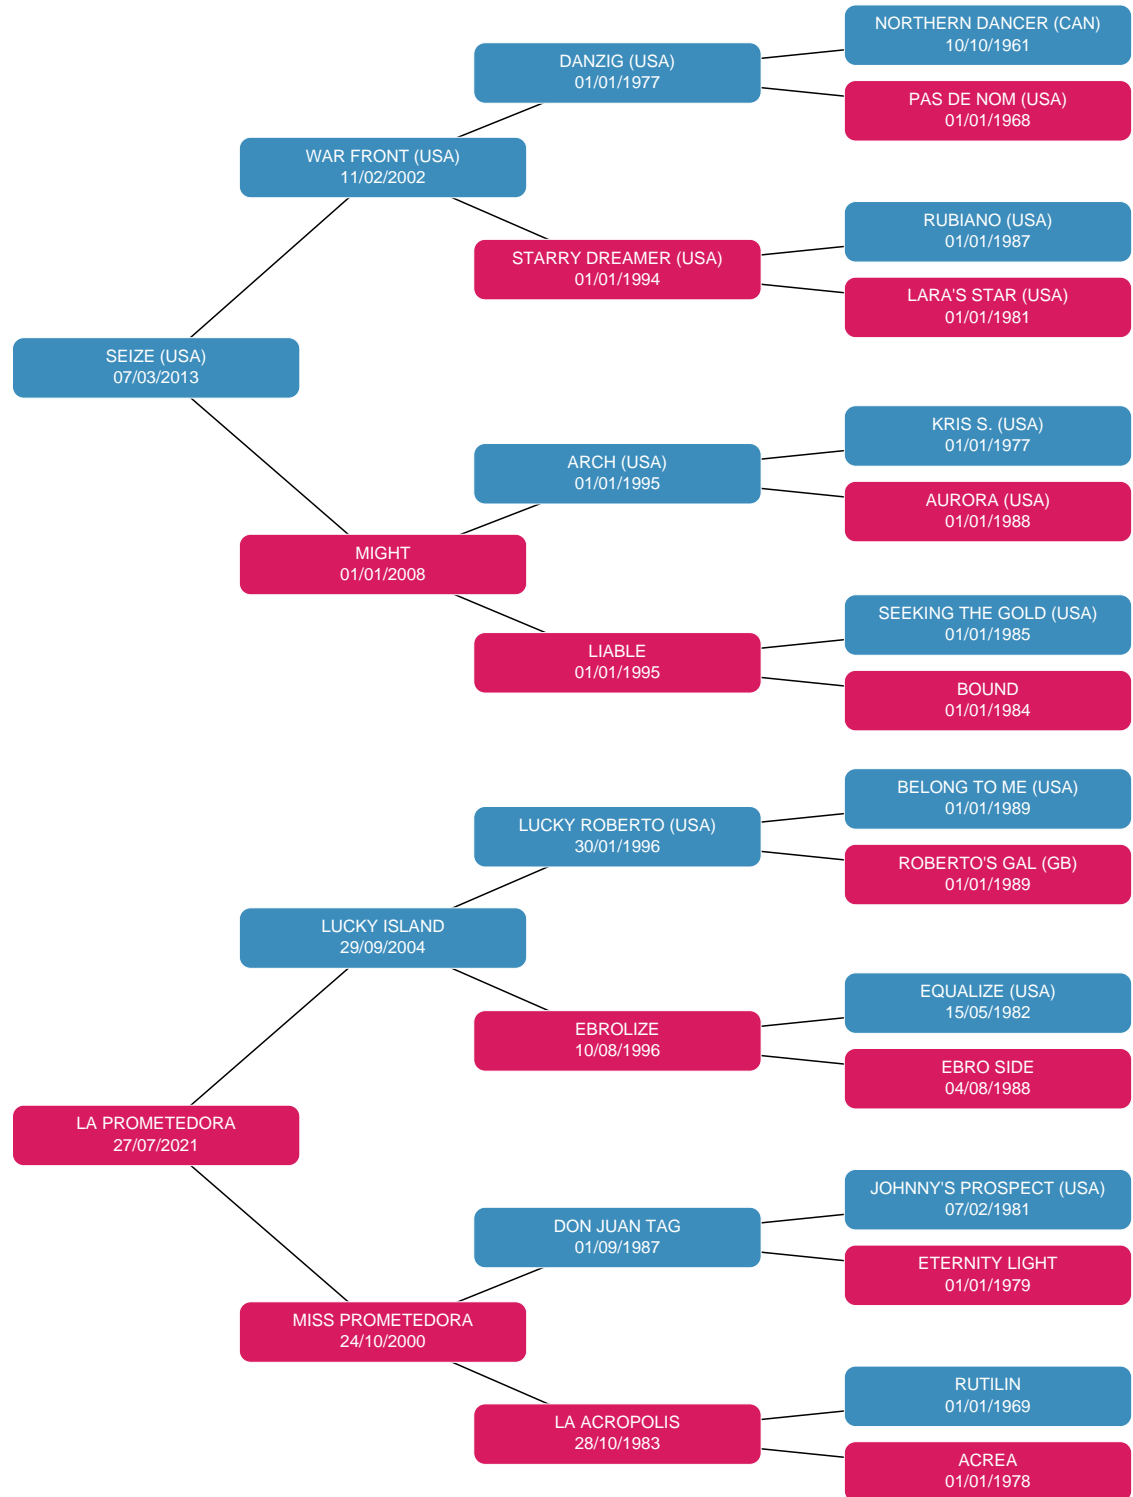 NORTHERN DANCER (CAN)
10/10/1961
DANZIG (USA)
01/01/1977
PAS DE NOM (USA)
01/01/1968
WAR FRONT (USA)
11/02/2002
RUBIANO (USA)
01/01/1987
STARRY DREAMER (USA)
01/01/1994
LARA'S STAR (USA)
01/01/1981
SEIZE (USA)
07/03/2013
KRIS S. (USA)
01/01/1977
ARCH (USA)
01/01/1995
AURORA (USA)
01/01/1988
MIGHT
01/01/2008
SEEKING THE GOLD (USA)
01/01/1985
LIABLE
01/01/1995
BOUND
01/01/1984
BELONG TO ME (USA)
01/01/1989
LUCKY ROBERTO (USA)
30/01/1996
ROBERTO'S GAL (GB)
01/01/1989
LUCKY ISLAND
29/09/2004
EQUALIZE (USA)
15/05/1982
EBROLIZE
10/08/1996
EBRO SIDE
04/08/1988
LA PROMETEDORA
27/07/2021
JOHNNY'S PROSPECT (USA)
07/02/1981
DON JUAN TAG
01/09/1987
ETERNITY LIGHT
01/01/1979
MISS PROMETEDORA
24/10/2000
RUTILIN
01/01/1969
LA ACROPOLIS
28/10/1983
ACREA
01/01/1978